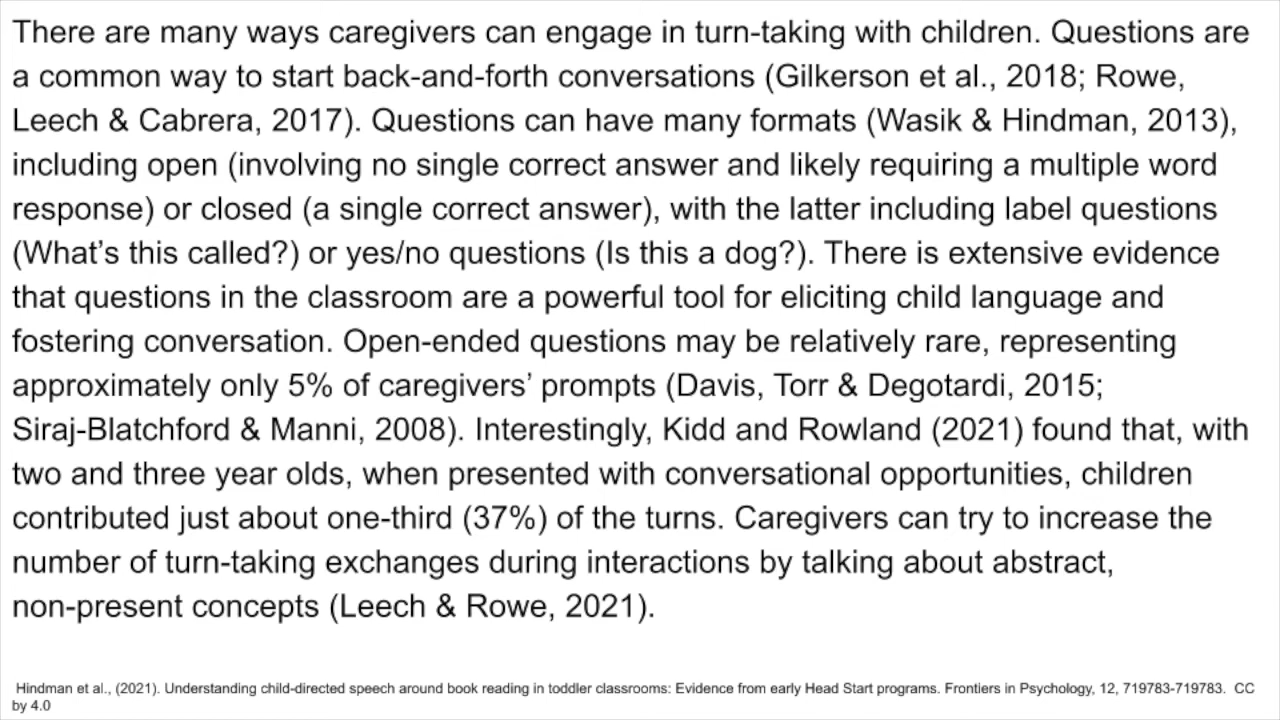 There are many ways caregivers can engage in turn-taking with children. Questions are
a common way to start back-and-forth conversations (Gilkerson et al., 2018; Rowe,
Leech & Cabrera, 2017). Questions can have many formats (Wasik & Hindman, 2013),
including open (involving no single correct answer and likely requiring a multiple word
response) or closed (a single correct answer), with the latter including label questions
(What’s this called?) or yes/no questions (Is this a dog?). There is extensive evidence
that questions in the classroom are a powerful tool for eliciting child language and
fostering conversation. Open-ended questions may be relatively rare, representing
approximately only 5% of caregivers’ prompts (Davis, Torr & Degotardi, 2015;
Siraj-Blatchford & Manni, 2008). Interestingly, Kidd and Rowland (2021) found that, with
two and three year olds, when presented with conversational opportunities, children
contributed just about one-third (37%) of the turns. Caregivers can try to increase the
number of turn-taking exchanges during interactions by talking about abstract,
non-present concepts (Leech & Rowe, 2021).
Hindman et al., (2021). Understanding child-directed speech around book reading in toddler classrooms: Evidence from early Head Start programs. Frontiers in Psychology, 12, 719783-719783. CC
by 4.0